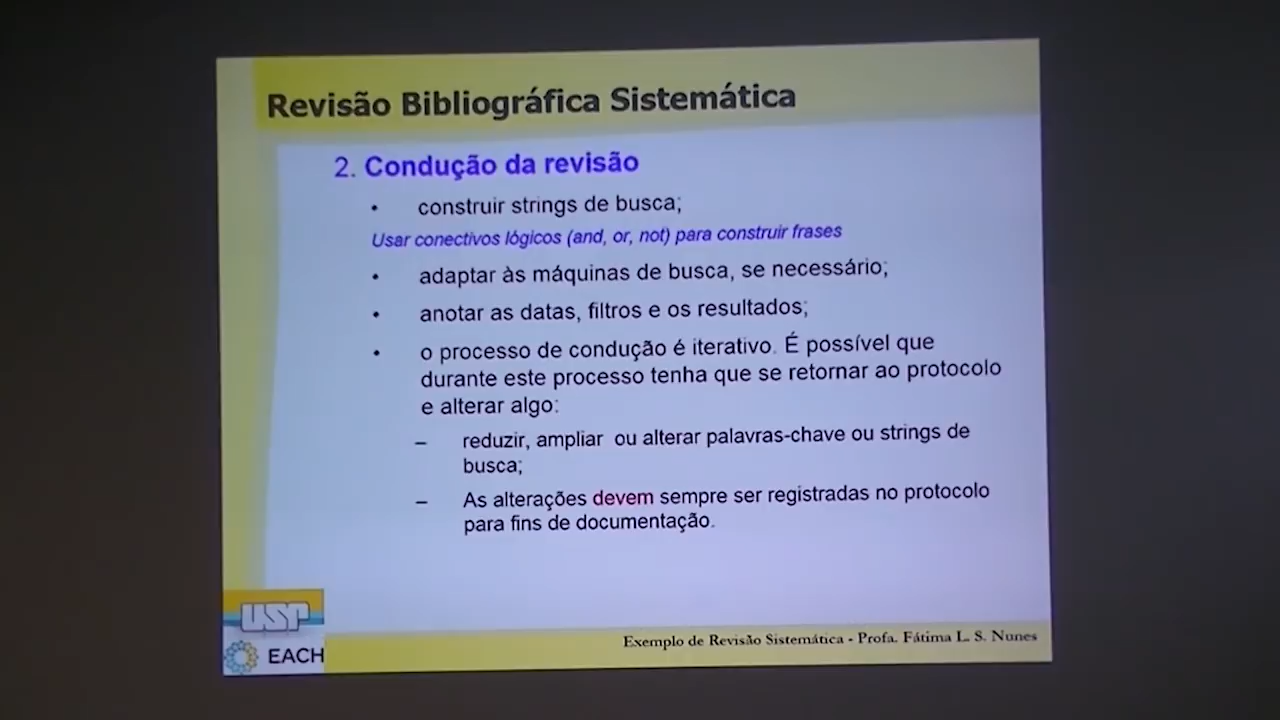 Revisão Bibliográfica Sistemática
2. Condução da revisão
• construir strings de busca;
Usar conectivos lógicos (and, or, not) para construir frases
• adaptar às máquinas de busca, se necessário;
• anotar as datas, filtros e os resultados;
• o processo de condução é iterativo. É possível que
durante este processo tenha que se retornar ao protocolo
e alterar algo:
– reduzir, ampliar ou alterar palavras-chave ou strings de
busca;
– As alterações devem sempre ser registradas no protocolo
para fins de documentação.
USP
EACH
Exemplo de Revisão Sistemática - Profa. Fátima L. S. Nunes